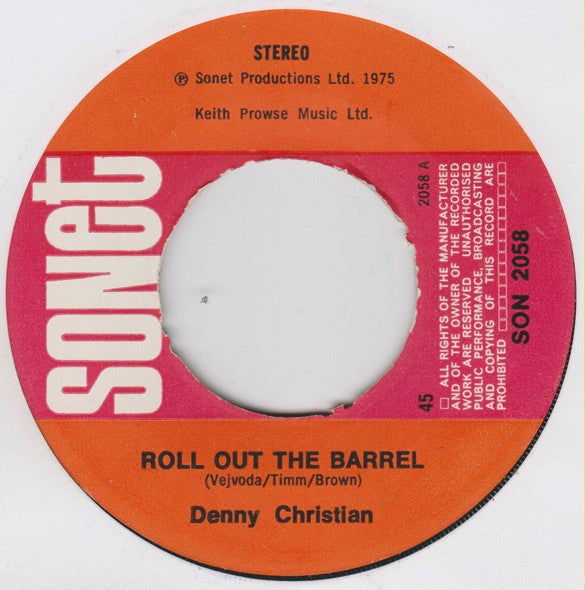 STEREO
℗ Sonet Productions Ltd. 1975
Keith Prowse Music Ltd.
SONet
2058 A
45
ALL RIGHTS OF THE MANUFACTURER
AND OF THE OWNER OF THE RECORDED
WORK ARE RESERVED UNAUTHORISED
PUBLIC PERFORMANCE, BROADCASTING
AND COPYING OF THIS RECORD ARE
PROHIBITED
SON 2058
ROLL OUT THE BARREL
(Vejvoda/Timm/Brown)
Denny Christian